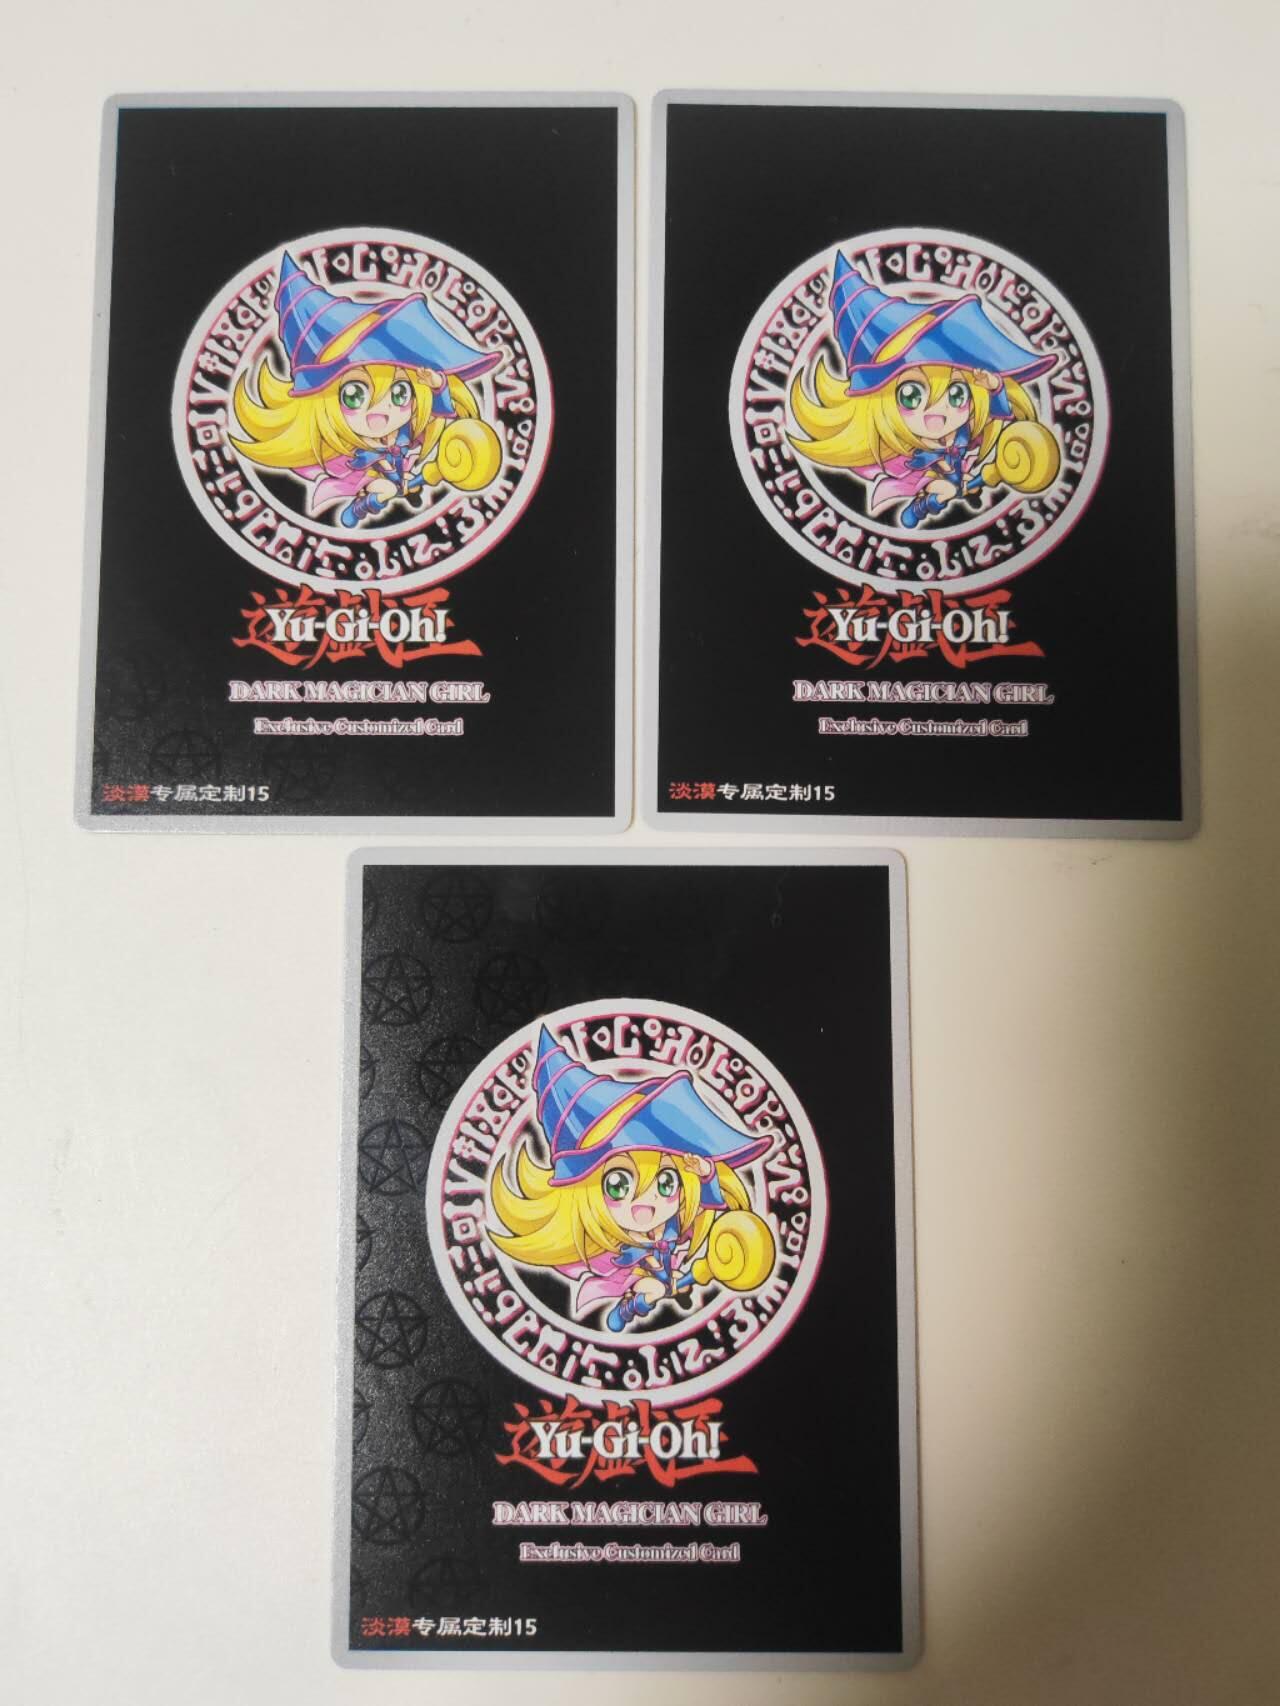 遊戯王
Yu-Gi-Oh!
DARK MAGICIAN GIRL
Exclusive Customized Card
淡漠专属定制15
遊戯王
Yu-Gi-Oh!
DARK MAGICIAN GIRL
Exclusive Customized Card
淡漠专属定制15
遊戯王
Yu-Gi-Oh!
DARK MAGICIAN GIRL
Exclusive Customized Card
淡漠专属定制15